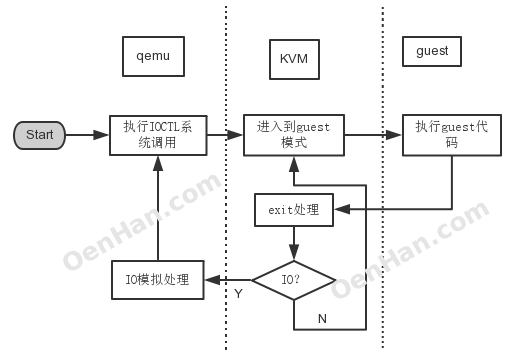 qemu
KVM
guest
Start
执行IOCTL系
统调用
进入到guest
模式
执行guest代
码
exit处理
IO模拟处理
IO?
Y
N
OenHan.com
OenHan.com